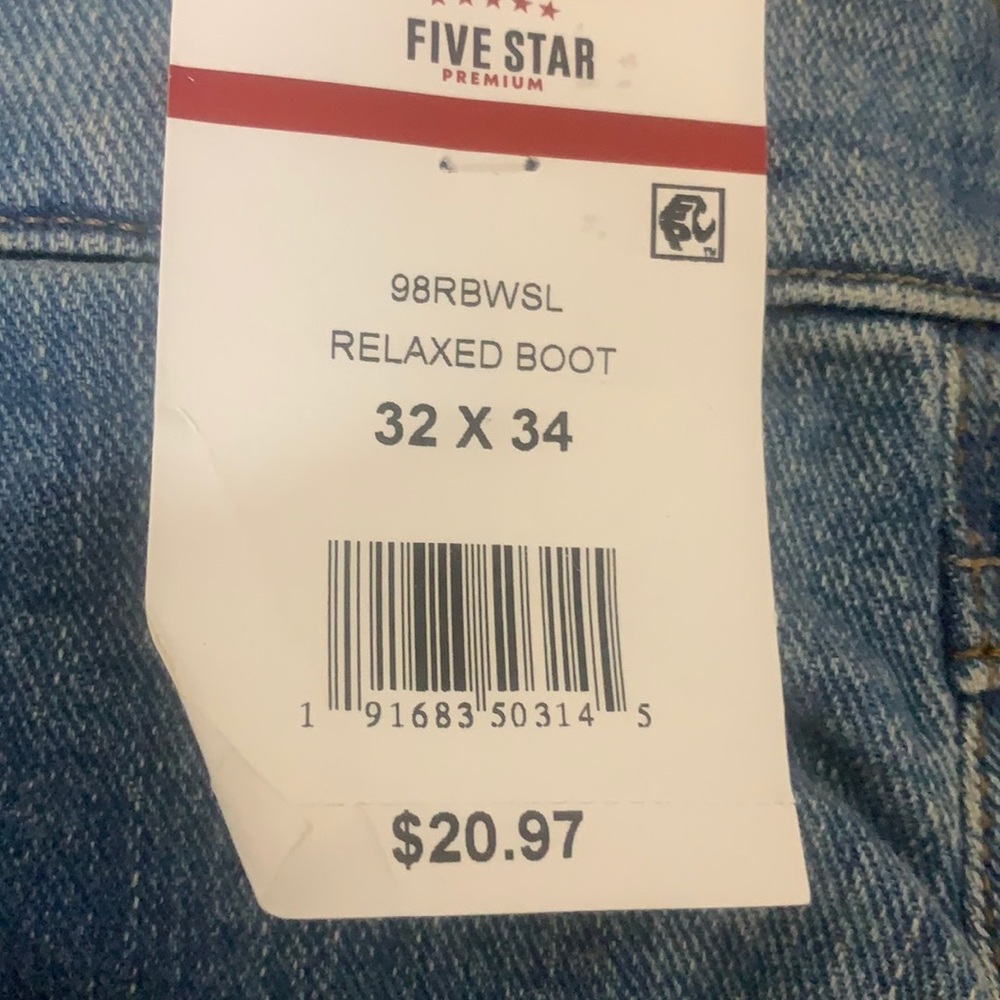 FIVE STAR
PREMIUM
98RBWSL
RELAXED BOOT
32 X 34
1 91683 50314 5
$20.97